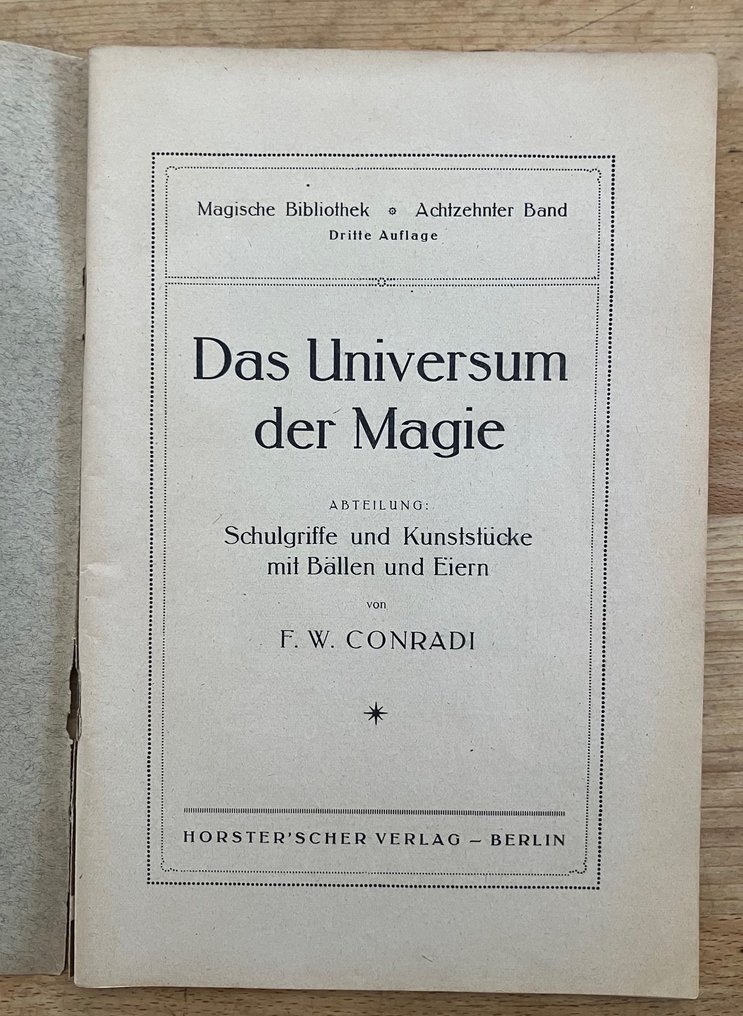 Magische Bibliothek ⚙ Achtzehnter Band
Dritte Auflage
Das Universum
der Magie
ABTEILUNG:
Schulgriffe und Kunststücke
mit Bällen und Eiern
von
F. W. CONRADI
HORSTER'SCHER VERLAG – BERLIN